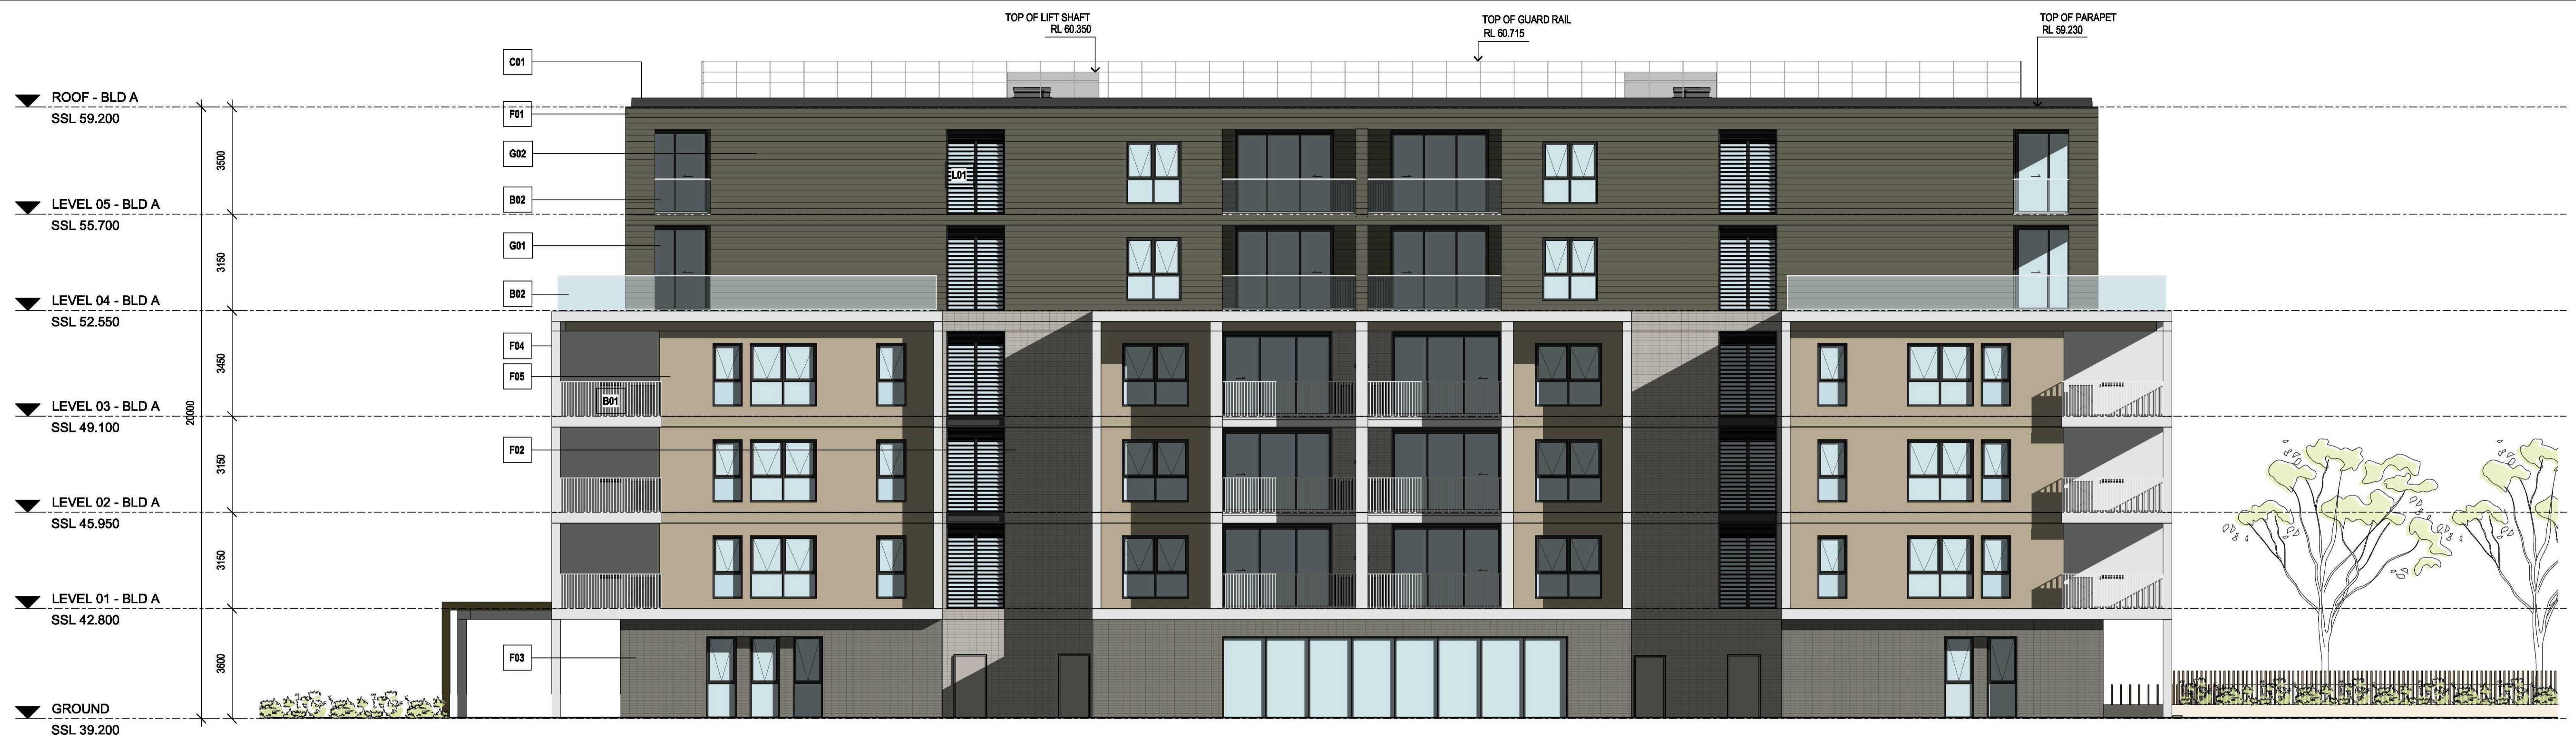 TOP OF LIFT SHAFT
RL 60.350
TOP OF GUARD RAIL
RL 60.715
TOP OF PARAPET
RL 59.230
C01
ROOF - BLD A
SSL 59.200
F01
3500
G02
L01
B02
LEVEL 05 - BLD A
SSL 55.700
G01
3150
B02
LEVEL 04 - BLD A
SSL 52.550
F04
3450
F05
B01
LEVEL 03 - BLD A
SSL 49.100
20000
F02
3150
LEVEL 02 - BLD A
SSL 45.950
3150
LEVEL 01 - BLD A
SSL 42.800
F03
3600
GROUND
SSL 39.200